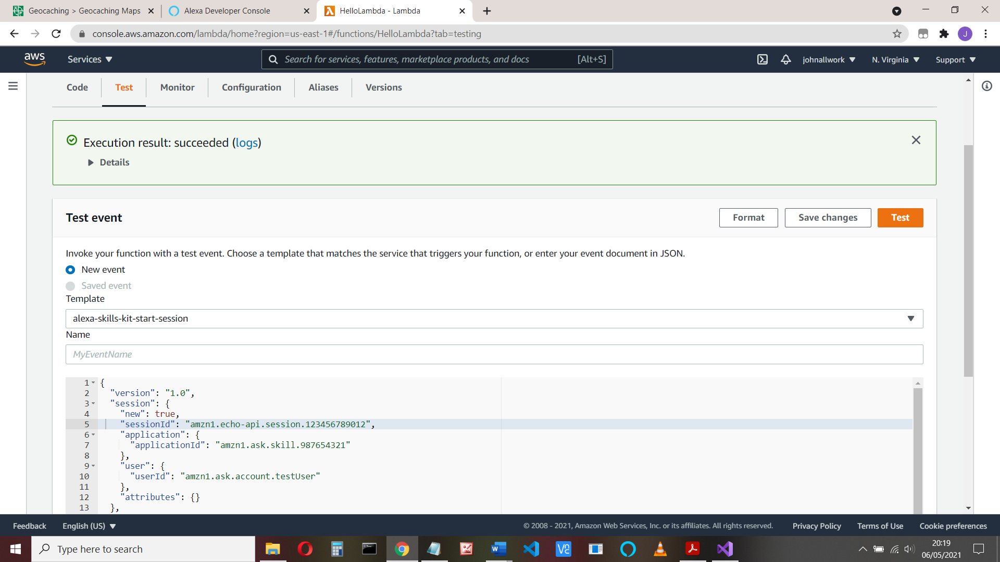 Geocaching > Geocaching Maps
Alexa Developer Console
HelloLambda - Lambda
console.aws.amazon.com/lambda/home?region=us-east-1#/functions/HelloLambda?tab=testing
J
aws
Services
Search for services, features, marketplace products, and docs
[Alt+S]
johnallwork
N. Virginia
Support
Code
Test
Monitor
Configuration
Aliases
Versions
Execution result: succeeded (logs)
Details
Test event
Format
Save changes
Test
Invoke your function with a test event. Choose a template that matches the service that triggers your function, or enter your event document in JSON.
New event
Saved event
Template
alexa-skills-kit-start-session
Name
MyEventName
1 {
2 "version": "1.0",
3 "session": {
4 "new": true,
5 "sessionId": "amzn1.echo-api.session.123456789012",
6 "application": {
7 "applicationId": "amzn1.ask.skill.987654321"
8 },
9 "user": {
10 "userId": "amzn1.ask.account.testUser"
11 },
12 "attributes": {}
13 },
Feedback
English (US)
© 2008 - 2021, Amazon Web Services, Inc. or its affiliates. All rights reserved.
Privacy Policy
Terms of Use
Cookie preferences
Type here to search
20:19
06/05/2021